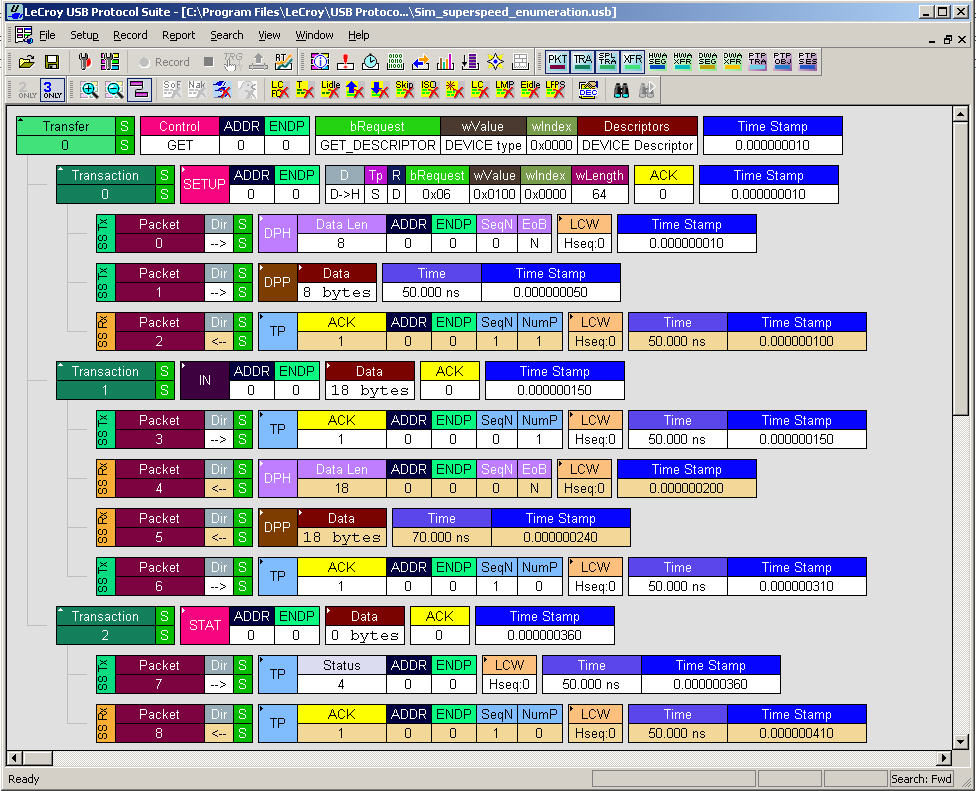 LeCroy USB Protocol Suite - [C:\Program Files\LeCroy\USB Protoco...\Sim_superspeed_enumeration.usb]
File Setup Record Report Search View Window Help
Record PKT TRA SPL TRA XFR HWA SEG HWA XFR DWA SEG DWA XFR PTR TRA PTR OBJ PTP SES
2 ONLY 3 ONLY SoF Nak LC FCX T Lidle Skip ISO LC LMP Eidle LFPS DEC
Transfer S Control ADDR ENDP bRequest wValue wIndex Descriptors Time Stamp
0 S GET 0 0 GET_DESCRIPTOR DEVICE type 0x0000 DEVICE Descriptor 0.000000010
Transaction S SETUP ADDR ENDP D Tp R bRequest wValue wIndex wLength ACK Time Stamp
0 S 0 0 D->H S D 0x06 0x0100 0x0000 64 0 0.000000010
SS Tx Packet Dir S DPH Data Len ADDR ENDP SeqN EoB LCW Time Stamp
0 --> S 8 0 0 0 N Hseq:0 0.000000010
SS Tx Packet Dir S DPP Data Time Time Stamp
1 --> S 8 bytes 50.000 ns 0.000000050
SS Rx Packet Dir S TP ACK ADDR ENDP SeqN NumP LCW Time Time Stamp
2 <-- S 1 0 0 1 1 Hseq:0 50.000 ns 0.000000100
Transaction S IN ADDR ENDP Data ACK Time Stamp
1 S 0 0 18 bytes 0 0.000000150
SS Tx Packet Dir S TP ACK ADDR ENDP SeqN NumP LCW Time Time Stamp
3 --> S 1 0 0 0 1 Hseq:0 50.000 ns 0.000000150
SS Rx Packet Dir S DPH Data Len ADDR ENDP SeqN EoB LCW Time Stamp
4 <-- S 18 0 0 0 N Hseq:0 0.000000200
SS Rx Packet Dir S DPP Data Time Time Stamp
5 <-- S 18 bytes 70.000 ns 0.000000240
SS Tx Packet Dir S TP ACK ADDR ENDP SeqN NumP LCW Time Time Stamp
6 --> S 1 0 0 1 0 Hseq:0 50.000 ns 0.000000310
Transaction S STAT ADDR ENDP Data ACK Time Stamp
2 S 0 0 0 bytes 0 0.000000360
SS Tx Packet Dir S TP Status ADDR ENDP LCW Time Time Stamp
7 --> S 4 0 0 Hseq:0 50.000 ns 0.000000360
SS Rx Packet Dir S TP ACK ADDR ENDP SeqN NumP LCW Time Time Stamp
8 <-- S 1 0 0 1 0 Hseq:0 50.000 ns 0.000000410
Ready Search: Fwd